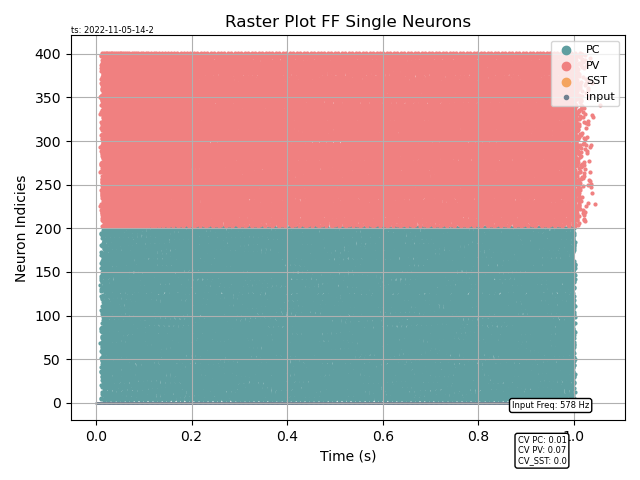 Raster Plot FF Single Neurons
ts: 2022-11-05-14-2
400
350
300
250
200
150
100
50
0
Neuron Indicies
PC
PV
SST
input
Input Freq: 578 Hz
0.0 0.2 0.4 0.6 0.8 1.0
Time (s)
CV PC: 0.01
CV PV: 0.07
CV_SST: 0.0